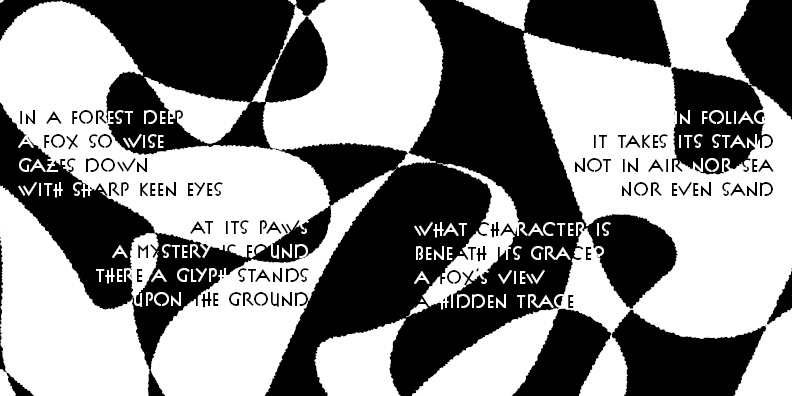 IN A FOREST DEEP
A FOX SO WISE
GAZES DOWN
WITH SHARP KEEN EYES
AT ITS PAWS
A MYSTERY IS FOUND
THERE A GLYPH STANDS
UPON THE GROUND
WHAT CHARACTER IS
BENEATH ITS GRACE?
A FOX'S VIEW
A HIDDEN TRACE
IN FOLIAGE
IT TAKES ITS STAND
NOT IN AIR NOR SEA
NOR EVEN SAND